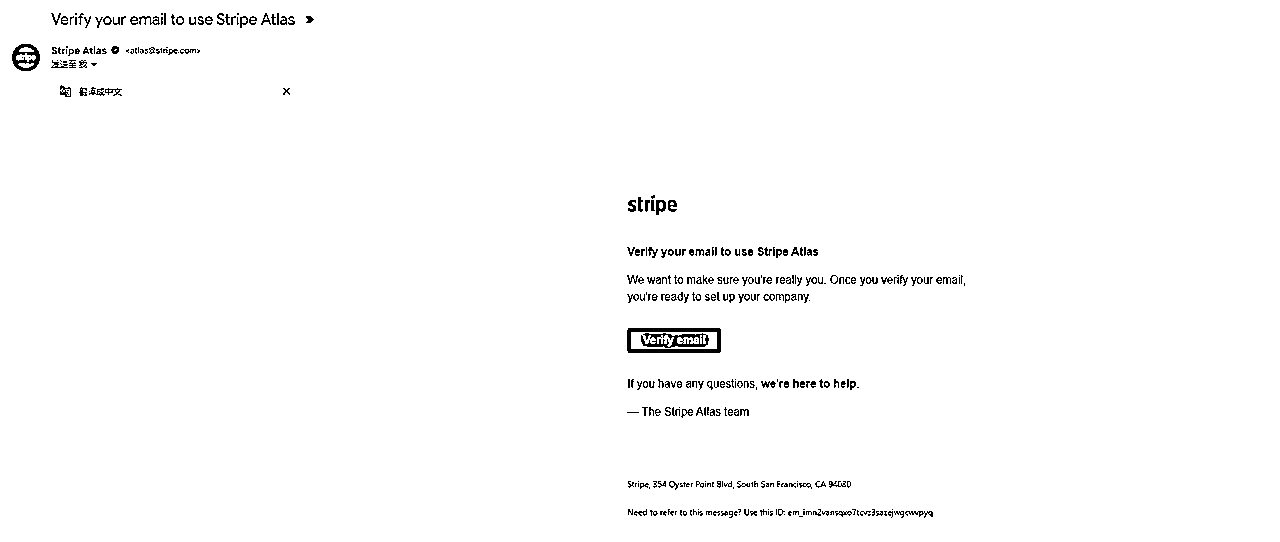 Verify your email to use Stripe Atlas
Stripe Atlas <atlas@stripe.com>
寄給 我
翻譯成中文
stripe
Verify your email to use Stripe Atlas
We want to make sure you're really you. Once you verify your email,
you're ready to set up your company.
Verify email
If you have any questions, we're here to help.
— The Stripe Atlas team
Stripe, 354 Oyster Point Blvd, South San Francisco, CA 94080
Need to refer to this message? Use this ID: